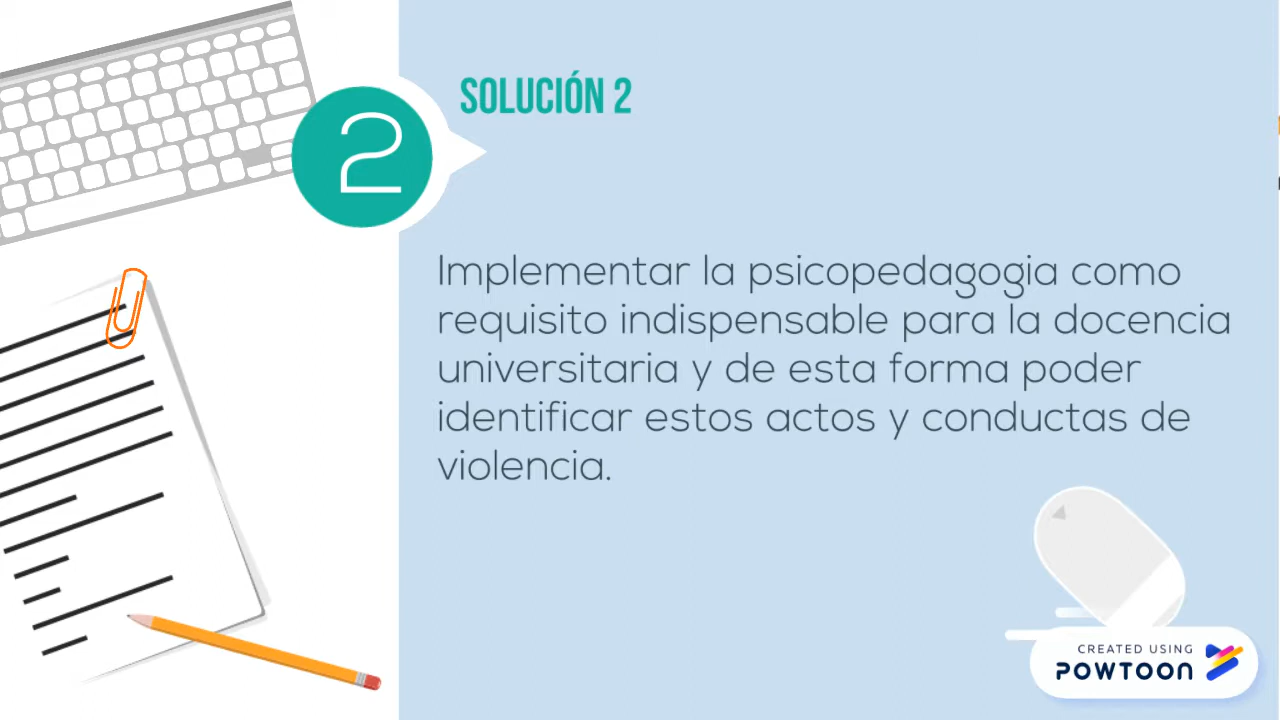 2
SOLUCIÓN 2
Implementar la psicopedagogia como
requisito indispensable para la docencia
universitaria y de esta forma poder
identificar estos actos y conductas de
violencia.
CREATED USING
POWTOON